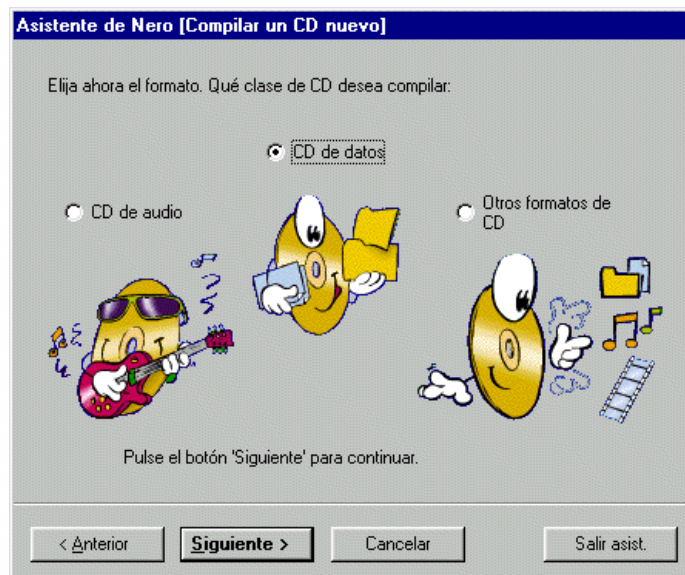 Asistente de Nero [Compilar un CD nuevo]
Elija ahora el formato. Qué clase de CD desea compilar:
CD de datos
CD de audio
Otros formatos de
CD
Pulse el botón 'Siguiente' para continuar.
< Anterior
Siguiente >
Cancelar
Salir asist.